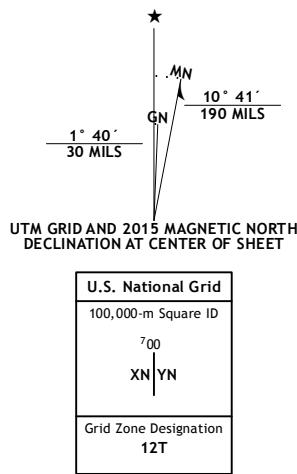 ★
MN
GN
10° 41´
190 MILS
1° 40´
30 MILS
UTM GRID AND 2015 MAGNETIC NORTH
DECLINATION AT CENTER OF SHEET
U.S. National Grid
100,000-m Square ID
⁷00
XN YN
Grid Zone Designation
12T